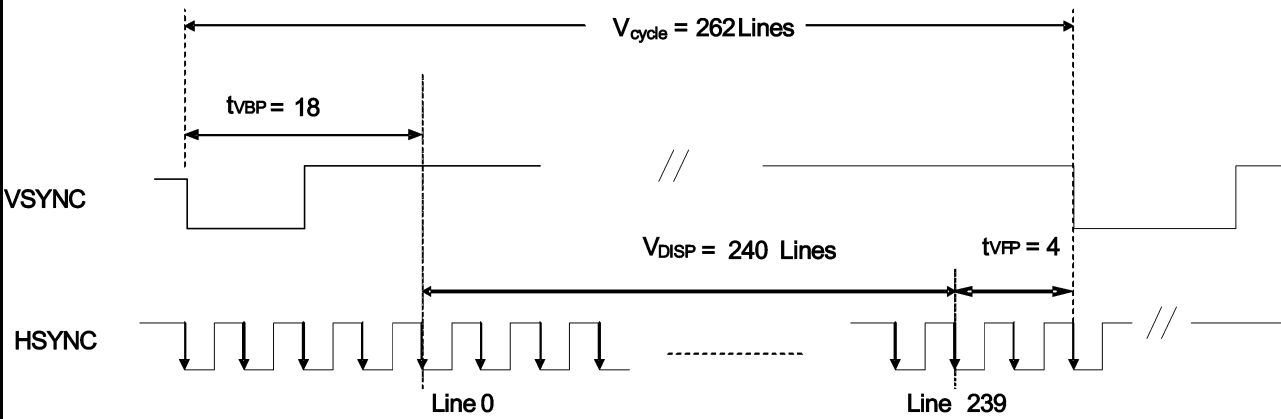 Vcycle = 262 Lines
tVBP = 18
VSYNC
VDISP = 240 Lines
tVFP = 4
HSYNC
Line 0
Line 239